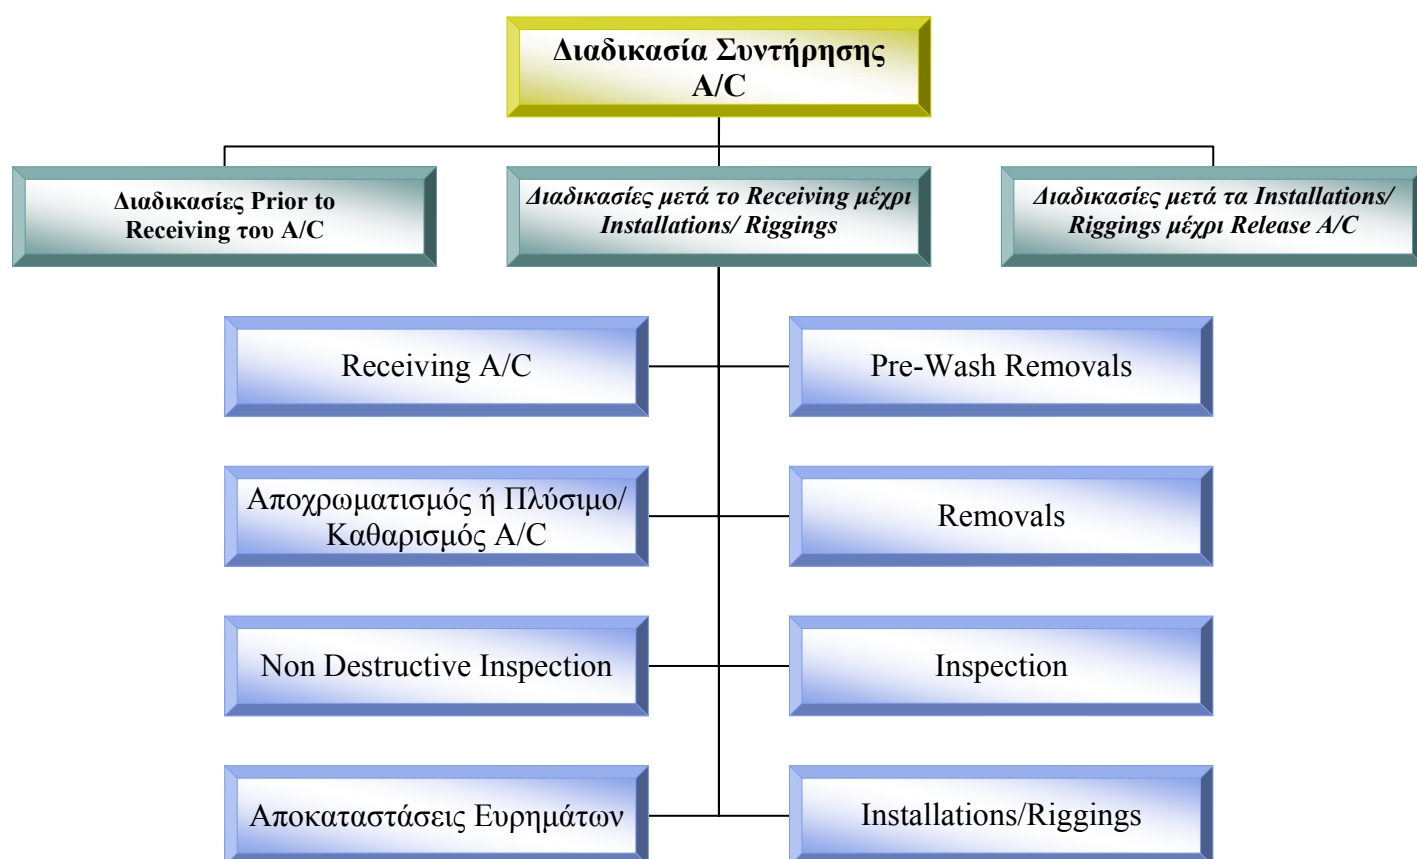 Διαδικασία Συντήρησης
A/C
Διαδικασίες Prior to
Receiving του A/C
Διαδικασίες μετά το Receiving μέχρι
Installations/ Riggings
Διαδικασίες μετά τα Installations/
Riggings μέχρι Release A/C
Receiving A/C
Pre-Wash Removals
Αποχρωματισμός ή Πλύσιμο/
Καθαρισμός A/C
Removals
Non Destructive Inspection
Inspection
Αποκαταστάσεις Ευρημάτων
Installations/Riggings